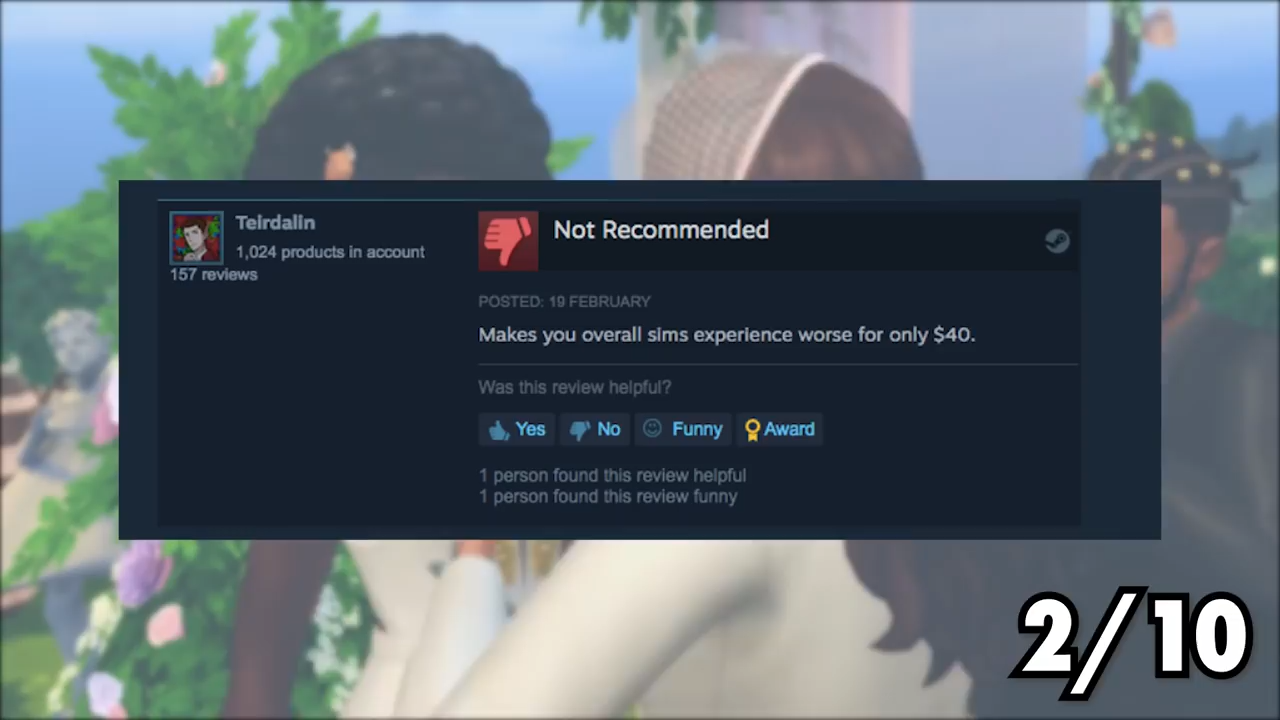 Teirdalin
1,024 products in account
157 reviews
Not Recommended
POSTED: 19 FEBRUARY
Makes you overall sims experience worse for only $40.
Was this review helpful?
Yes No Funny Award
1 person found this review helpful
1 person found this review funny
2/10